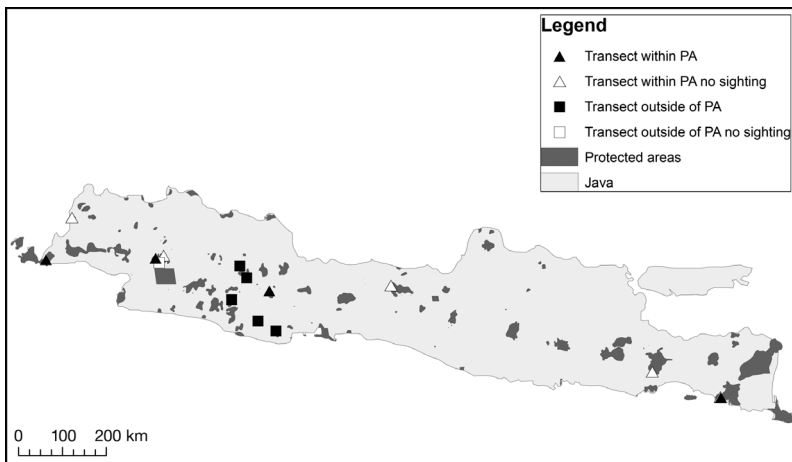 Legend
Transect within PA
Transect within PA no sighting
Transect outside of PA
Transect outside of PA no sighting
Protected areas
Java
0 100 200 km